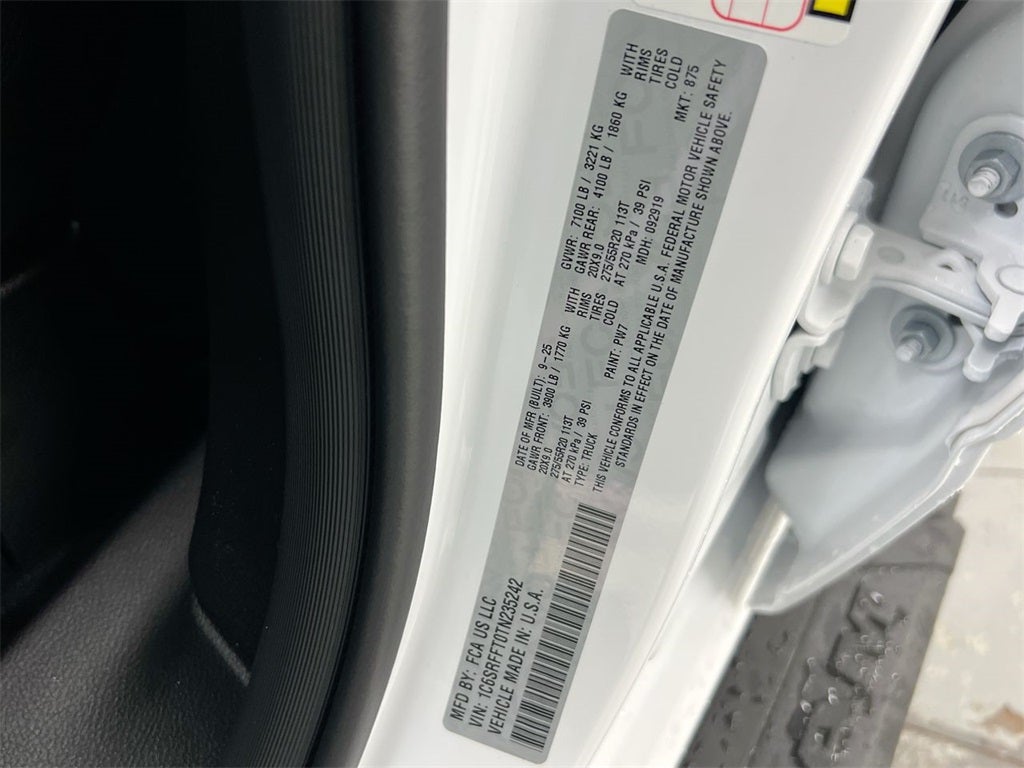 MFD BY: FCA US LLC
VIN: 1C6SRFFT0TN235242
VEHICLE MADE IN: U.S.A.
DATE OF MFR (BUILT): 9-25
GAWR FRONT: 3900 LB / 1770 KG WITH
20X9.0 RIMS
275/55R20 113T TIRES
AT 270 kPa / 39 PSI COLD
TYPE: TRUCK PAINT: PW7
GVWR: 7100 LB / 3221 KG
GAWR REAR: 4100 LB / 1860 KG WITH
20X9.0 RIMS
275/55R20 113T TIRES
AT 270 kPa / 39 PSI COLD
MDH: 092919 MKT: 875
THIS VEHICLE CONFORMS TO ALL APPLICABLE U.S.A. FEDERAL MOTOR VEHICLE SAFETY
STANDARDS IN EFFECT ON THE DATE OF MANUFACTURE SHOWN ABOVE.